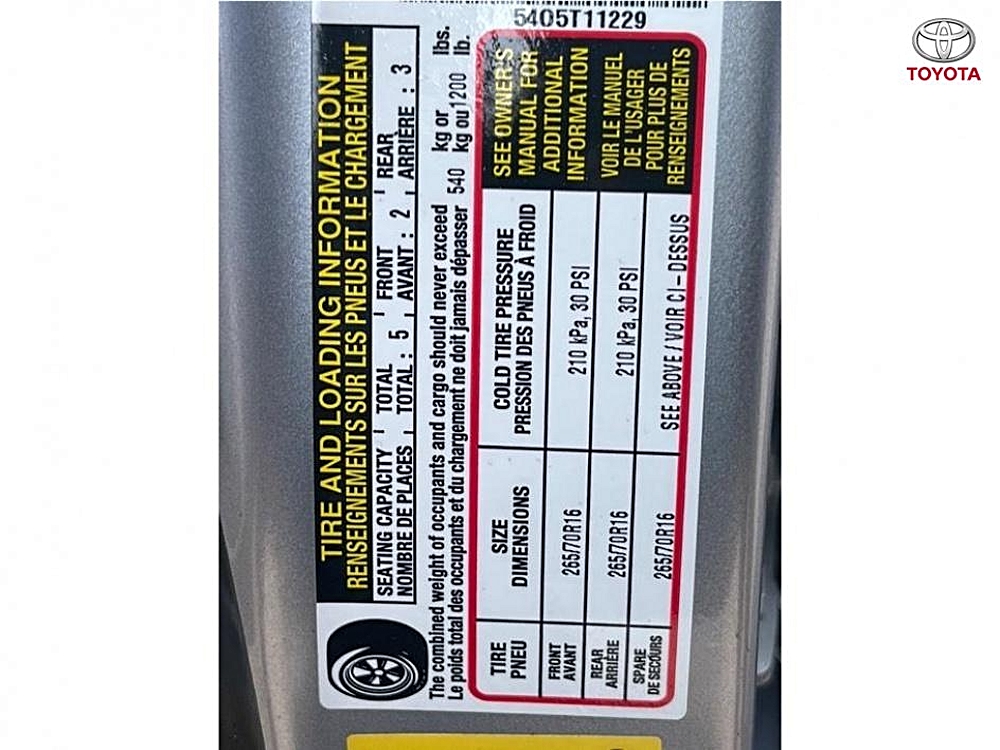 TOYOTA
5405T11229
TIRE AND LOADING INFORMATION
RENSEIGNEMENTS SUR LES PNEUS ET LE CHARGEMENT
SEATING CAPACITY TOTAL FRONT REAR
NOMBRE DE PLACES TOTAL : 5 AVANT : 2 ARRIÈRE : 3
The combined weight of occupants and cargo should never exceed 540 kg or 1200 lbs.
Le poids total des occupants et du chargement ne doit jamais dépasser kg ou lb.
TIRE SIZE COLD TIRE PRESSURE SEE OWNER'S
PNEU DIMENSIONS PRESSION DES PNEUS À FROID MANUAL FOR
ADDITIONAL
FRONT 265/70R16 210 kPa, 30 PSI INFORMATION
AVANT
REAR 265/70R16 210 kPa, 30 PSI VOIR LE MANUEL
ARRIÈRE DE L'USAGER
SPARE 265/70R16 SEE ABOVE / VOIR CI – DESSUS POUR PLUS DE
DE SECOURS RENSEIGNEMENTS